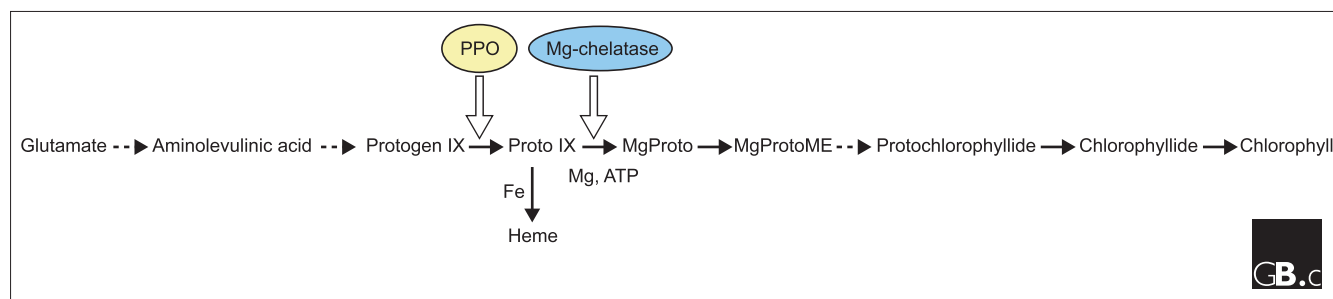 PPO Mg-chelatase
Glutamate Aminolevulinic acid Protogen IX Proto IX MgProto MgProtoME Protochlorophyllide Chlorophyllide Chlorophyll
Mg, ATP
Fe
Heme
GB.c